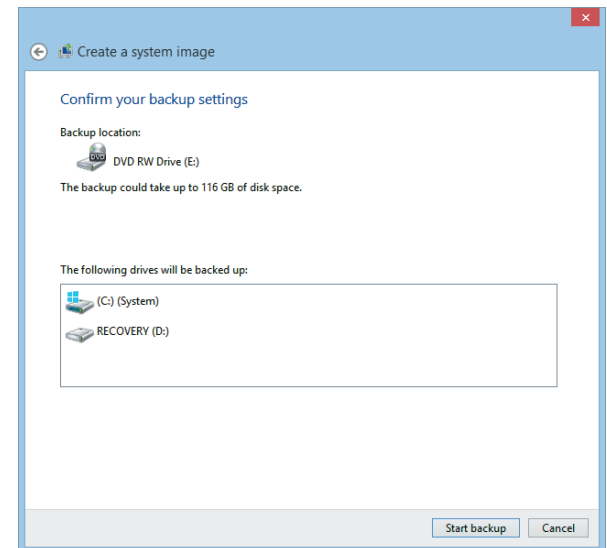 Create a system image
Confirm your backup settings
Backup location:
DVD
DVD RW Drive (E:)
The backup could take up to 116 GB of disk space.
The following drives will be backed up:
(C:) (System)
RECOVERY (D:)
Start backup Cancel